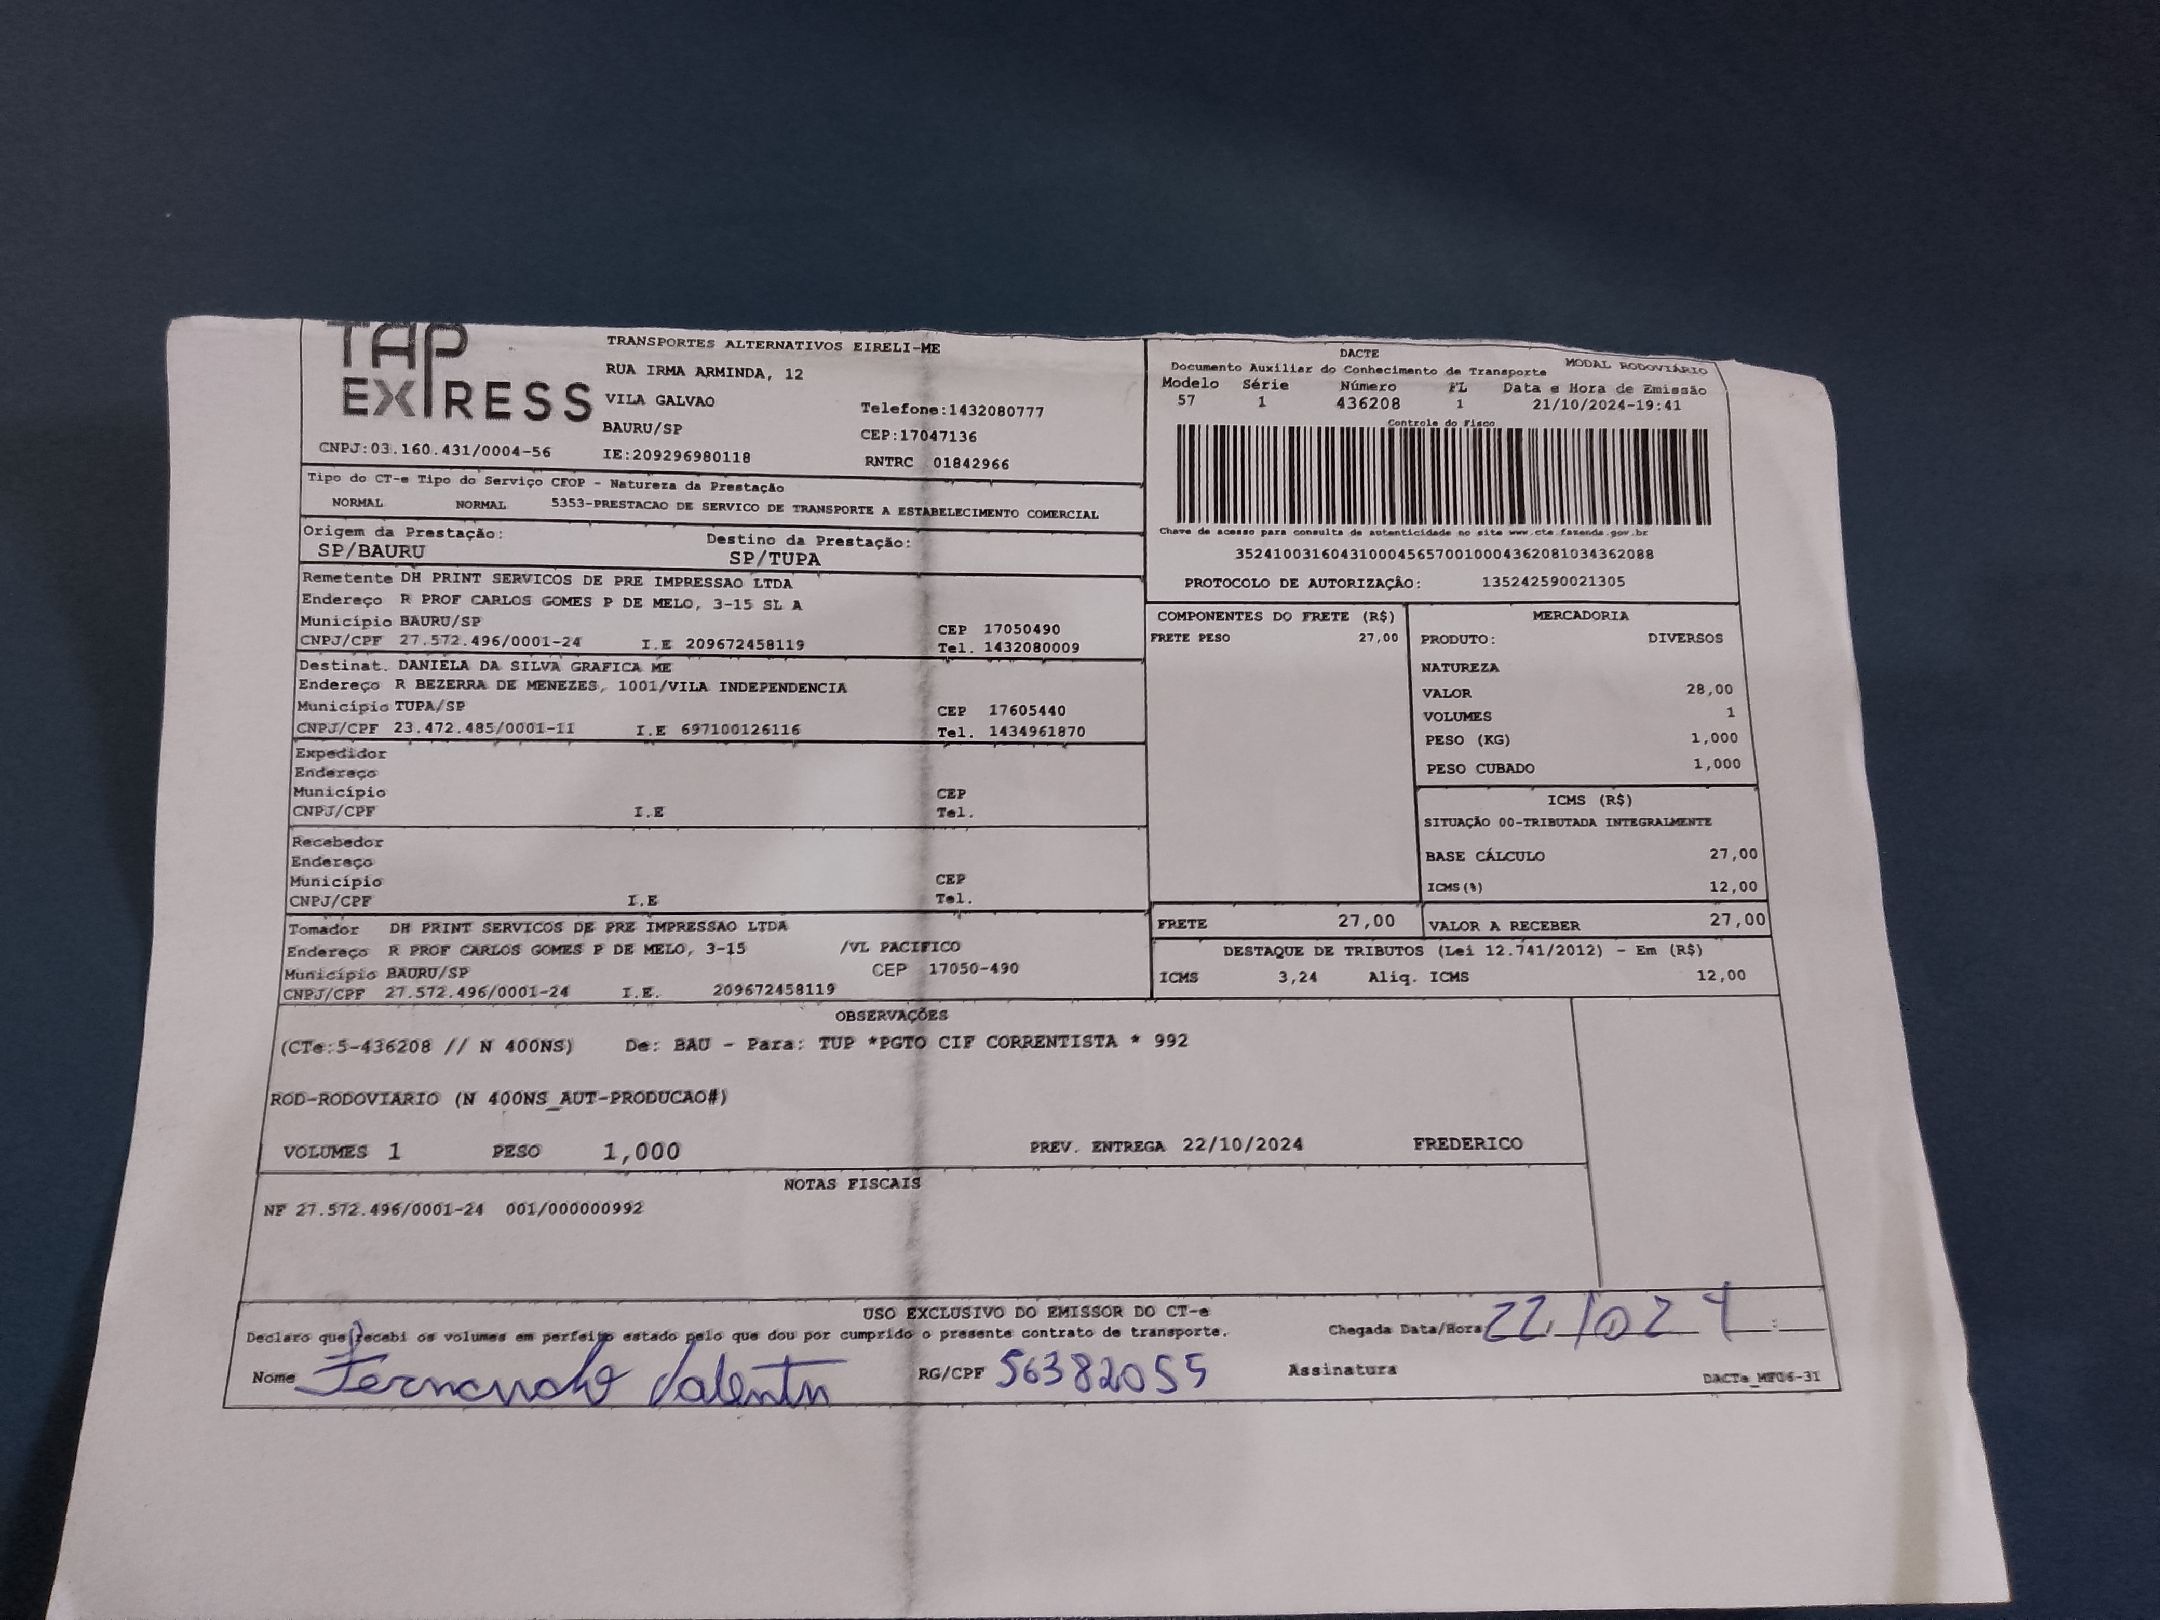 TAP
EXPRESS
CNPJ:03.160.431/0004-56
TRANSPORTES ALTERNATIVOS EIRELI-ME
RUA IRMA ARMINDA, 12
VILA GALVAO
BAURU/SP
IE:209296980118
Telefone:1432080777
CEP:17047136
RNTRC 01842966
DACTE
Documento Auxiliar do Conhecimento de Transporte
MODAL RODOVIÁRIO
Modelo Série Número FL Data e Hora de Emissão
57 1 436208 1 21/10/2024-19:41
Controle do Fisco
Chave de acesso para consulta de autenticidade no site www.cte.fazenda.gov.br
35241003160431000456570010004362081034362088
PROTOCOLO DE AUTORIZAÇÂO: 135242590021305
Tipo do CT-e Tipo do Serviço CFOP - Natureza da Prestação
NORMAL NORMAL 5353-PRESTACAO DE SERVICO DE TRANSPORTE A ESTABELECIMENTO COMERCIAL
Origem da Prestação: Destino da Prestação:
SP/BAURU SP/TUPA
Remetente DH PRINT SERVICOS DE PRE IMPRESSAO LTDA
Endereço R PROF CARLOS GOMES P DE MELO, 3-15 SL A
Município BAURU/SP CEP 17050490
CNPJ/CPF 27.572.496/0001-24 I.E 209672458119 Tel. 1432080009
Destinat. DANIELA DA SILVA GRAFICA ME
Endereço R BEZERRA DE MENEZES, 1001/VILA INDEPENDENCIA
Município TUPA/SP CEP 17605440
CNPJ/CPF 23.472.485/0001-11 I.E 697100126116 Tel. 1434961870
Expedidor
Endereço
Município CEP
CNPJ/CPF I.E Tel.
Recebedor
Endereço
Município CEP
CNPJ/CPF I.E Tel.
Tomador DH PRINT SERVICOS DE PRE IMPRESSAO LTDA
Endereço R PROF CARLOS GOMES P DE MELO, 3-15 /VL PACIFICO
Município BAURU/SP CEP 17050-490
CNPJ/CPF 27.572.496/0001-24 I.E. 209672458119
COMPONENTES DO FRETE (R$)
FRETE PESO 27,00
MERCADORIA
PRODUTO: DIVERSOS
NATUREZA
VALOR 28,00
VOLUMES 1
PESO (KG) 1,000
PESO CUBADO 1,000
ICMS (R$)
SITUAÇÃO 00-TRIBUTADA INTEGRALMENTE
BASE CÁLCULO 27,00
ICMS(%) 12,00
FRETE 27,00 VALOR A RECEBER 27,00
DESTAQUE DE TRIBUTOS (Lei 12.741/2012) - Em (R$)
ICMS 3,24 Aliq. ICMS 12,00
OBSERVAÇÕES
(CTe:5-436208 // N 400NS) De: BAU - Para: TUP *PGTO CIF CORRENTISTA * 992
ROD-RODOVIARIO (N 400NS_AUT-PRODUCAO#)
VOLUMES 1 PESO 1,000 PREV. ENTREGA 22/10/2024 FREDERICO
NOTAS FISCAIS
NF 27.572.496/0001-24 001/000000992
USO EXCLUSIVO DO EMISSOR DO CT-e
Declaro que recebi os volumes em perfeito estado pelo que dou por cumprido o presente contrato de transporte.
Chegada Data/Hora 22/10 24
Nome Fernando Valentin RG/CPF 56382055 Assinatura
DACTe_MF06-31